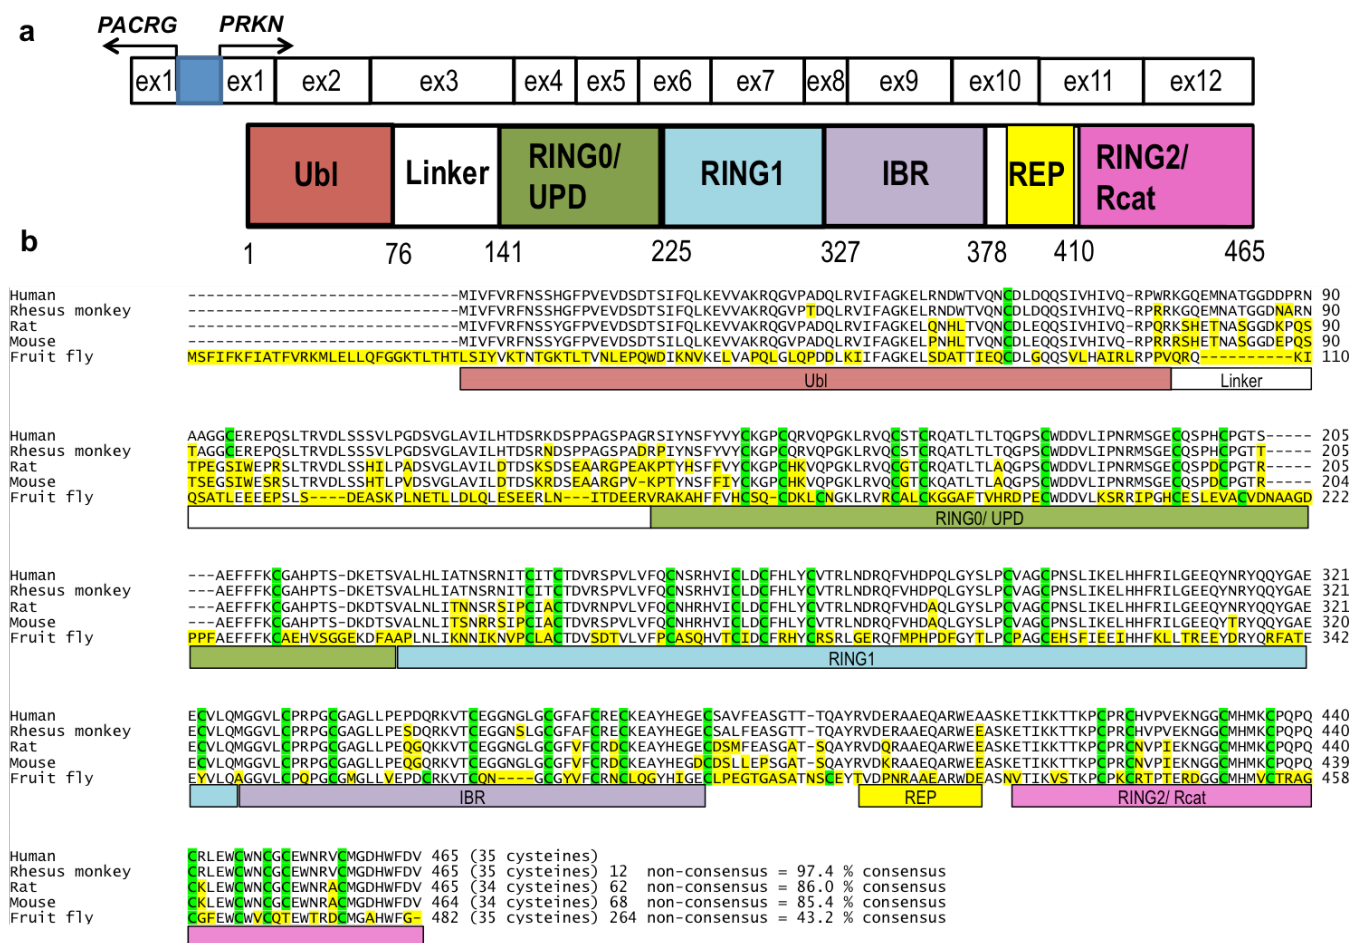 a
PACRG PRKN
ex1 ex1 ex2 ex3 ex4 ex5 ex6 ex7 ex8 ex9 ex10 ex11 ex12
Ubl Linker RING0/ UPD RING1 IBR REP RING2/ Rcat
1 76 141 225 327 378 410 465
b
Human -----------------------------MIVFVRFNSSHGFPVEVDSDTSIFQLKEVVAKRQGVPADQLRVIFAGKELRNDWTVQNCDLDQQSIVHIVQ-RPWRKGQEMNATGGDDPRN 90
Rhesus monkey -----------------------------MIVFVRFNSSHGFPVEVDSDTSIFQLKEVVAKRQGVPTDQLRVIFAGKELRNDWTVQNCDLDQQSIVHIVQ-RPRRKGQEMNATGGDNARN 90
Rat -----------------------------MIVFVRFNSSYGFPVEVDSDTSILQLKEVVAKRQGVPADQLRVIFAGKELQNHLTVQNCDLEQQSIVHIVQ-RPQRKSHETNASGGDKPQS 90
Mouse -----------------------------MIVFVRFNSSYGFPVEVDSDTSILQLKEVVAKRQGVPADQLRVIFAGKELPNHLTVQNCDLEQQSIVHIVQ-RPRRRSHETNASGGDEPQS 90
Fruit fly MSFIFKFIATFVRKMLELLQFGGKTLTHTLSIYVKTNTGKTLTVNLEPQWDIKNVKELVAPQLGLQPDDLKIIFAGKELSDATTIEQCDLGQQSVLHAIRLRPPVQRQ----------KI 110
Ubl Linker
Human AAGGCEREPQSLTRVDLSSSVLPGDSVGLAVILHTDSRKDSPPAGSPAGRSIYNSFYVYCKGPCQRVQPGKLRVQCSTCRQATLTLTQGPSCWDDVLIPNRMSGECQSPHCPGTS----- 205
Rhesus monkey TAGGCEREPQSLTRVDLSSSVLPGDSVGLAVILHTDSRNDSPPAGSPADRPIYNSFYVYCKGPCQRVQPGKLRVQCSTCRQATLTLTQGPSCWDDVLIPNRMSGECQSPHCPGTT----- 205
Rat TPEGSIWEPRSLTRVDLSSHILPADSVGLAVILDTDSKSDSEAARGPEAKPTYHSFFVYCKGPCHKVQPGKLRVQCGTCRQATLTLAQGPSCWDDVLIPNRMSGECQSPDCPGTR----- 205
Mouse TSEGSIWESRSLTRVDLSSHTLPVDSVGLAVILDTDSKRDSEAARGPV-KPTYNSFFIYCKGPCHKVQPGKLRVQCGTCKQATLTLAQGPSCWDDVLIPNRMSGECQSPDCPGTR----- 204
Fruit fly QSATLEEEEPSLS----DEASKPLNETLLDLQLESEERLN---ITDEERVRAKAHFFVHCSQ-CDKLCNGKLRVRCALCKGGAFTVHRDPECWDDVLKSRRIPGHCESLEVACVDNAAGD 222
RING0/ UPD
Human ---AEFFFKCGAHPTS-DKETSVALHLIATNSRNITCITCTDVRSPVLVFQCNSRHVICLDCFHLYCVTRLNDRQFVHDPQLGYSLPCVAGCPNSLIKELHHFRILGEEQYNRYQQYGAE 321
Rhesus monkey ---AEFFFKCGAHPTS-DKETSVALHLIATNSRNITCITCTDVRSPVLVFQCNSRHVICLDCFHLYCVTRLNDRQFVHDPQLGYSLPCVAGCPNSLIKELHHFRILGEEQYNRYQQYGAE 321
Rat ---AEFFFKCGAHPTS-DKDTSVALNLITNNSRSIPCIACTDVRNPVLVFQCNHRHVICLDCFHLYCVTRLNDRQFVHDAQLGYSLPCVAGCPNSLIKELHHFRILGEEQYNRYQQYGAE 321
Mouse ---AEFFFKCGAHPTS-DKDTSVALNLITSNRRSIPCIACTDVRSPVLVFQCNHRHVICLDCFHLYCVTRLNDRQFVHDAQLGYSLPCVAGCPNSLIKELHHFRILGEEQYTRYQQYGAE 320
Fruit fly PPFAEFFFKCAEHVSGGEKDFAAPLNLIKNNIKNVPCLACTDVSDTVLVFPCASQHVTCIDCFRHYCRSRLGERQFMPHPDFGYTLPCPAGCEHSFIEEIHHFKLLTREEYDRYQRFATE 342
RING1
Human ECVLQMGGVLCPRPGCGAGLLPEPDQRKVTCEGGNGLGCGFAFCRECKEAYHEGECSAVFEASGTT-TQAYRVDERAAEQARWEAASKETIKKTTKPCPRCHVPVEKNGGCMHMKCPQPQ 440
Rhesus monkey ECVLQMGGVLCPRPGCGAGLLPESDQRKVTCEGGNSLGCGFAFCRECKEAYHEGECSALFEASGTT-TQAYRVDERAAEQARWEEASKETIKKTTKPCPRCHVPVEKNGGCMHMKCPQPQ 440
Rat ECVLQMGGVLCPRPGCGAGLLPEQGQKKVTCEGGNGLGCGFVFCRDCKEAYHEGECDSMFEASGAT-SQAYRVDQRAAEQARWEEASKETIKKTTKPCPRCNVPIEKNGGCMHMKCPQPQ 440
Mouse ECVLQMGGVLCPRPGCGAGLLPEQGQRKVTCEGGNGLGCGFVFCRDCKEAYHEGDCDSLLEPSGAT-SQAYRVDKRAAEQARWEEASKETIKKTTKPCPRCNVPIEKNGGCMHMKCPQPQ 439
Fruit fly EYVLQAGGVLCPQPGCGMGLLVEPDCRKVTCQN----GCGYVFCRNCLQGYHIGECLPEGTGASATNSCEYTVDPNRAAEARWDEASNVTIKVSTKPCPKCRTPTERDGGCMHMVCTRAG 458
IBR REP RING2/ Rcat
Human CRLEWCWNCGCEWNRVCMGDHWFDV 465 (35 cysteines)
Rhesus monkey CRLEWCWNCGCEWNRVCMGDHWFDV 465 (35 cysteines) 12 non-consensus = 97.4 % consensus
Rat CKLEWCWNCGCEWNRACMGDHWFDV 465 (34 cysteines) 62 non-consensus = 86.0 % consensus
Mouse CKLEWCWNCGCEWNRACMGDHWFDV 464 (34 cysteines) 68 non-consensus = 85.4 % consensus
Fruit fly CGFEWCWVCQTEWTRDCMGAHWFG- 482 (35 cysteines) 264 non-consensus = 43.2 % consensus